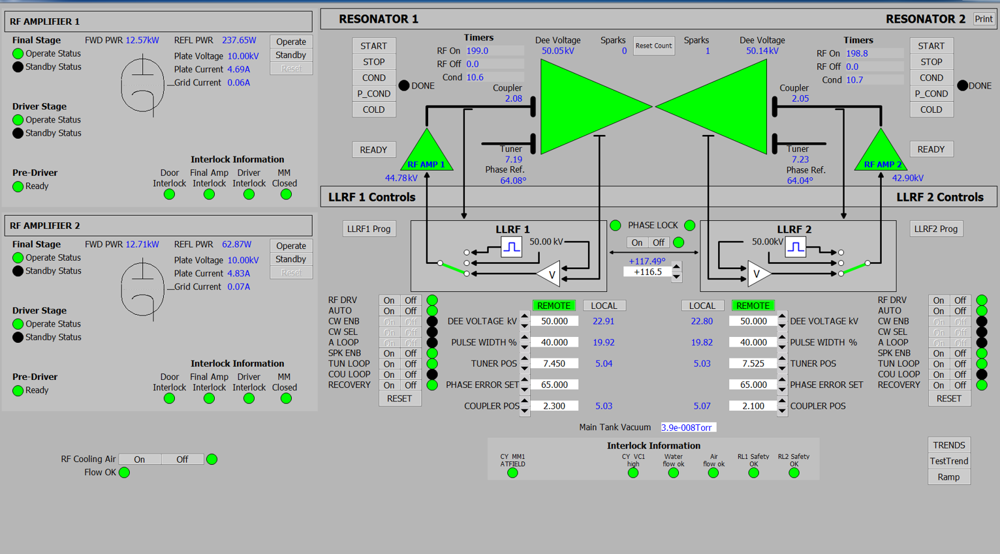 RF AMPLIFIER 1
Final Stage FWD PWR 12.57kW REFL PWR 237.65W Operate
Operate Status Plate Voltage 10.00kV Standby
Standby Status Plate Current 4.69A Reset
Grid Current 0.06A
Driver Stage
Operate Status
Standby Status
Interlock Information
Pre-Driver Door Final Amp Driver MM
Ready Interlock Interlock Interlock Closed
RF AMPLIFIER 2
Final Stage FWD PWR 12.71kW REFL PWR 62.87W Operate
Operate Status Plate Voltage 10.00kV Standby
Standby Status Plate Current 4.83A Reset
Grid Current 0.07A
Driver Stage
Operate Status
Standby Status
Interlock Information
Pre-Driver Door Final Amp Driver MM
Ready Interlock Interlock Interlock Closed
RF Cooling Air On Off
Flow OK
RESONATOR 1 RESONATOR 2 Print
START Timers Dee Voltage Sparks Reset Count Sparks Dee Voltage Timers START
STOP RF On 199.0 50.05kV 0 1 50.14kV RF On 198.8 STOP
COND RF Off 0.0 RF Off 0.0 COND
P_COND Cond 10.6 Cond 10.7 P_COND
COLD DONE DONE COLD
Coupler Coupler
2.08 2.05
READY Tuner Tuner READY
7.19 7.23
RF AMP 1 Phase Ref. Phase Ref. RF AMP 2
44.78kV 64.08° 64.04° 42.90kV
LLRF 1 Controls LLRF 2 Controls
LLRF1 Prog LLRF 1 PHASE LOCK LLRF 2 LLRF2 Prog
50.00 kV On Off 50.00kV
+117.49°
V +116.5 V
RF DRV On Off REMOTE LOCAL LOCAL REMOTE RF DRV On Off
AUTO On Off AUTO On Off
CW ENB On Off DEE VOLTAGE kV 50.000 22.91 22.80 50.000 DEE VOLTAGE kV CW ENB On Off
CW SEL On Off CW SEL On Off
A LOOP On Off PULSE WIDTH % 40.000 19.92 19.82 40.000 PULSE WIDTH % A LOOP On Off
SPK ENB On Off SPK ENB On Off
TUN LOOP On Off TUNER POS 7.450 5.04 5.03 7.525 TUNER POS TUN LOOP On Off
COU LOOP On Off COU LOOP On Off
RECOVERY On Off PHASE ERROR SET 65.000 65.000 PHASE ERROR SET RECOVERY On Off
RESET RESET
COUPLER POS 2.300 5.03 5.07 2.100 COUPLER POS
Main Tank Vacuum 3.9e-008Torr
Interlock Information
CY MM1 CY VC1 Water Air RL1 Safety RL2 Safety
ATFIELD high flow ok flow ok OK OK
TRENDS
TestTrend
Ramp